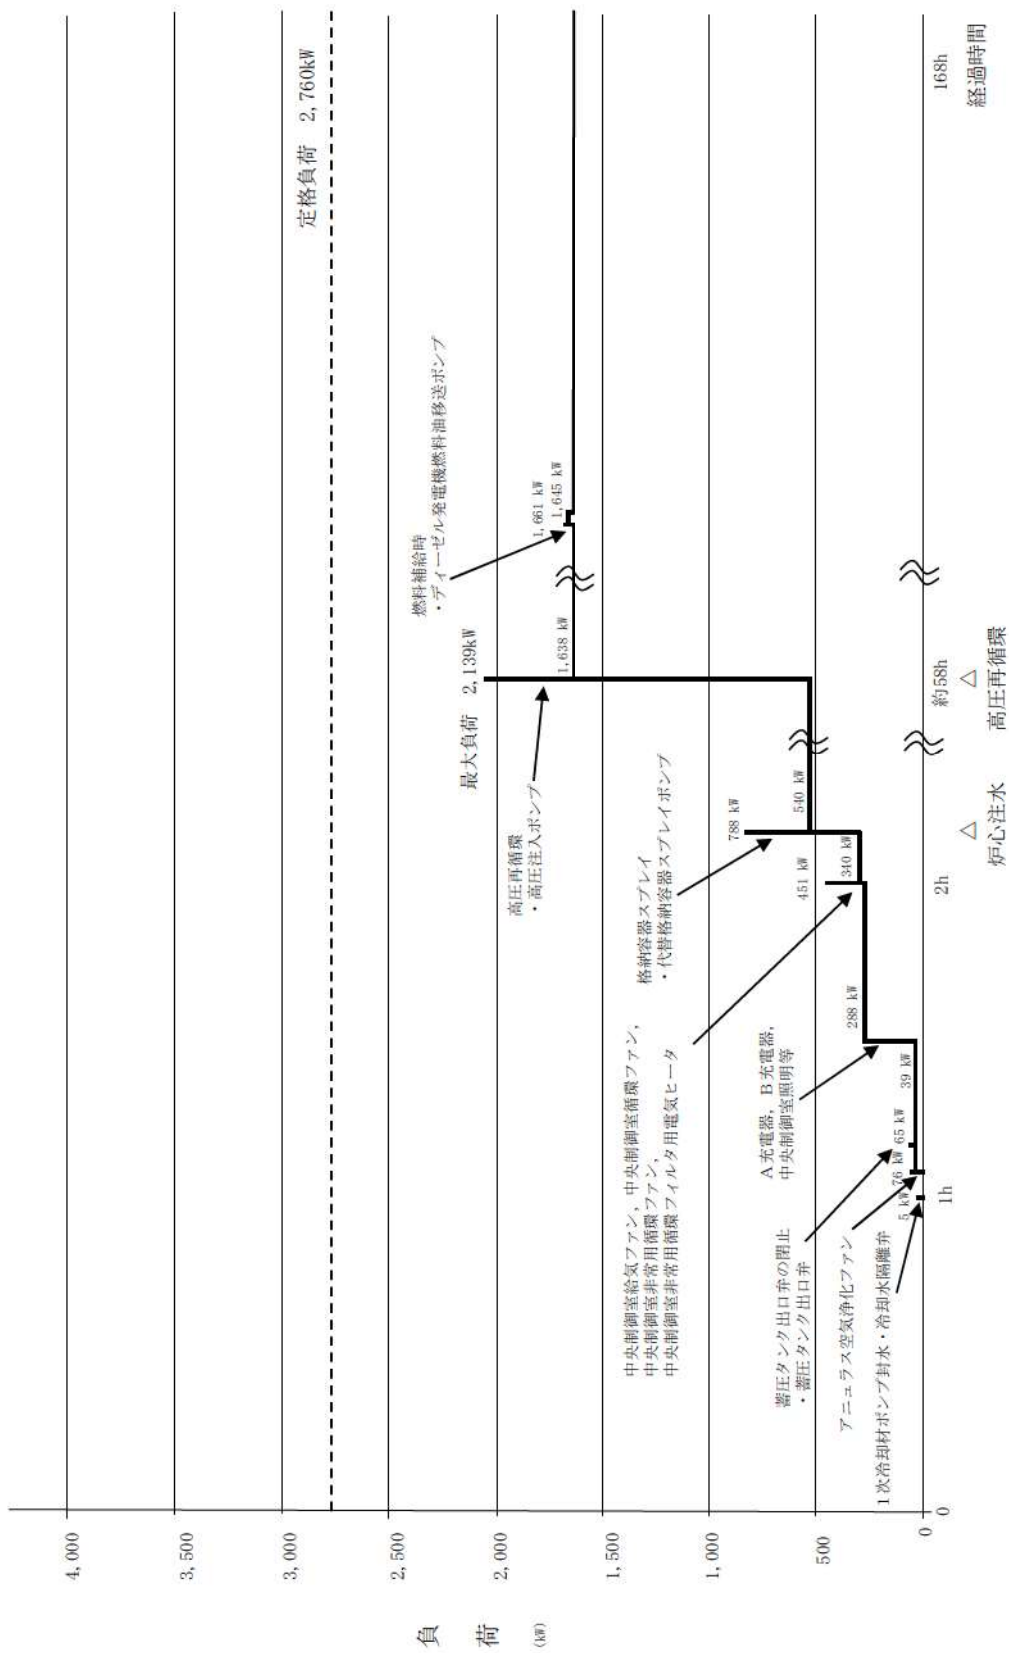 負　荷
(kW)
4,000
3,500
3,000
2,500
2,000
1,500
1,000
500
0
定格負荷　2,760kW
燃料補給時
・ディーゼル発電機燃料油移送ポンプ
1,661 kW
1,645 kW
最大負荷　2,139kW
1,638 kW
高圧再循環
・高圧注入ポンプ
788 kW
540 kW
格納容器スプレイ
・代替格納容器スプレイポンプ
451 kW
340 kW
中央制御室給気ファン，中央制御室循環ファン，
中央制御室非常用循環ファン，
中央制御室非常用循環フィルタ用電気ヒータ
288 kW
A充電器，B充電器，
中央制御室照明等
39 kW
65 kW
76 kW
5 kW
蓄圧タンク出口弁の閉止
・蓄圧タンク出口弁
アニュラス空気浄化ファン
1次冷却材ポンプ封水・冷却水隔離弁
0
1h
2h
約58h
168h
△
△
炉心注水
高圧再循環
経過時間